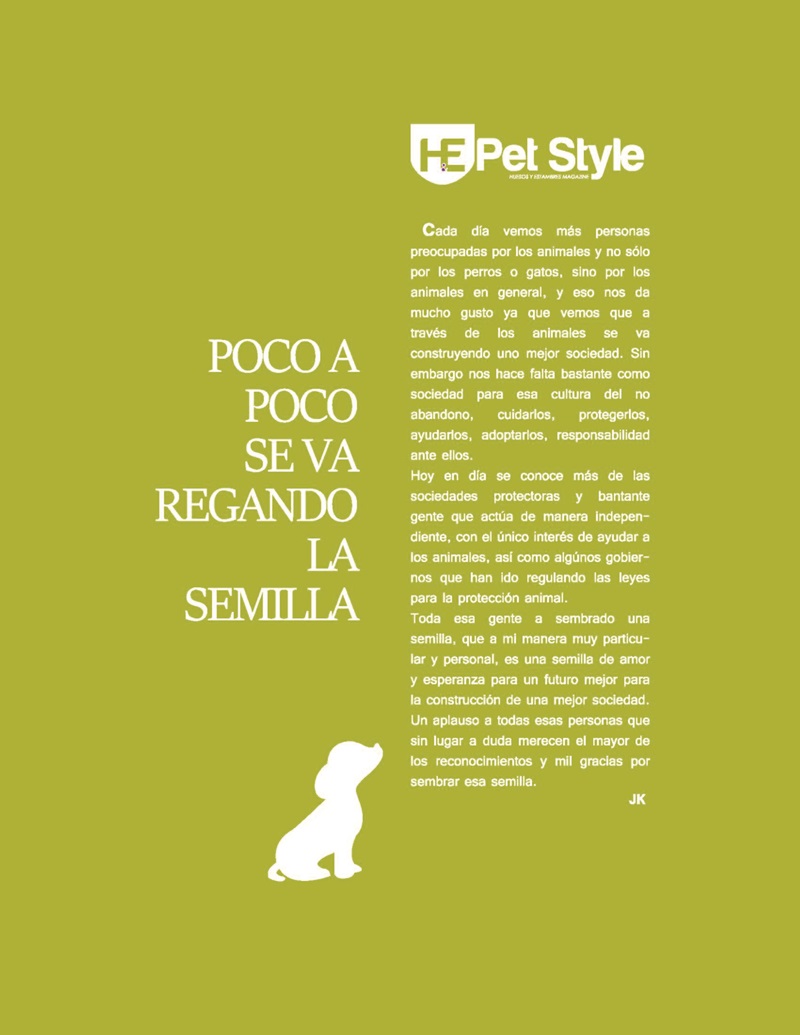 H&E Pet Style
HUESOS Y ESTAMBRE MAGAZINE
POCO A
POCO
SE VA
REGANDO
LA
SEMILLA
Cada día vemos más personas
preocupadas por los animales y no sólo
por los perros o gatos, sino por los
animales en general, y eso nos da
mucho gusto ya que vemos que a
través de los animales se va
construyendo uno mejor sociedad. Sin
embargo nos hace falta bastante como
sociedad para esa cultura del no
abandono, cuidarlos, protegerlos,
ayudarlos, adoptarlos, responsabilidad
ante ellos.
Hoy en día se conoce más de las
sociedades protectoras y bantante
gente que actúa de manera indepen-
diente, con el único interés de ayudar a
los animales, así como algúnos gobier-
nos que han ido regulando las leyes
para la protección animal.
Toda esa gente a sembrado una
semilla, que a mi manera muy particu-
lar y personal, es una semilla de amor
y esperanza para un futuro mejor para
la construcción de una mejor sociedad.
Un aplauso a todas esas personas que
sin lugar a duda merecen el mayor de
los reconocimientos y mil gracias por
sembrar esa semilla.
JK